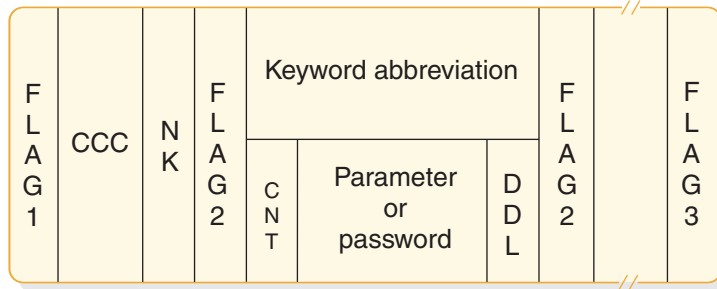 FLAG1
CCC
NK
FLAG2
Keyword abbreviation
CNT
Parameter
or
password
DDL
FLAG2
FLAG3